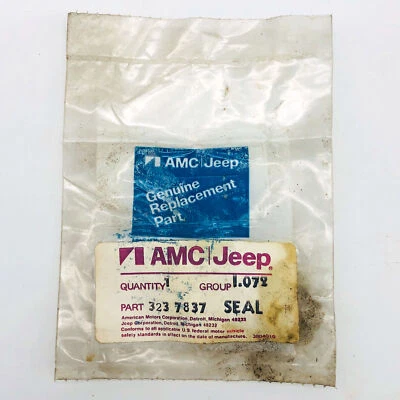 AMC Jeep
Genuine
Replacement
Part
AMC Jeep
QUANTITY 1 GROUP 1.072
PART 323 7837 SEAL
American Motors Corporation, Detroit, Michigan 48232
Jeep Corporation, Detroit, Michigan 48232
Conforms to all applicable U.S. federal motor vehicle
safety standards in effect on the date of manufacture.